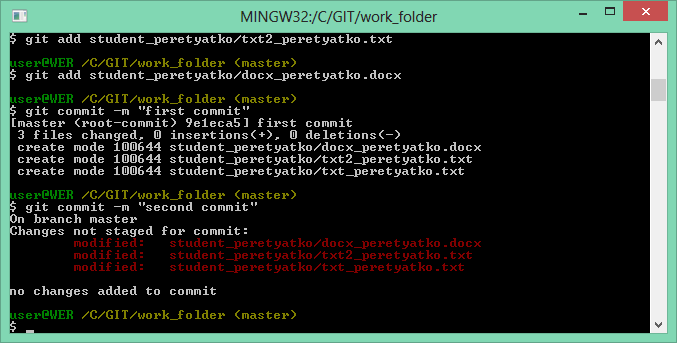 MINGW32:/C/GIT/work_folder
$ git add student_peretyatko/txt2_peretyatko.txt
user@WER /C/GIT/work_folder (master)
$ git add student_peretyatko/docx_peretyatko.docx
user@WER /C/GIT/work_folder (master)
$ git commit -m "first commit"
[master (root-commit) 9e1eca5] first commit
 3 files changed, 0 insertions(+), 0 deletions(-)
 create mode 100644 student_peretyatko/docx_peretyatko.docx
 create mode 100644 student_peretyatko/txt2_peretyatko.txt
 create mode 100644 student_peretyatko/txt_peretyatko.txt
user@WER /C/GIT/work_folder (master)
$ git commit -m "second commit"
On branch master
Changes not staged for commit:
        modified:   student_peretyatko/docx_peretyatko.docx
        modified:   student_peretyatko/txt2_peretyatko.txt
        modified:   student_peretyatko/txt_peretyatko.txt
no changes added to commit
user@WER /C/GIT/work_folder (master)
$ _